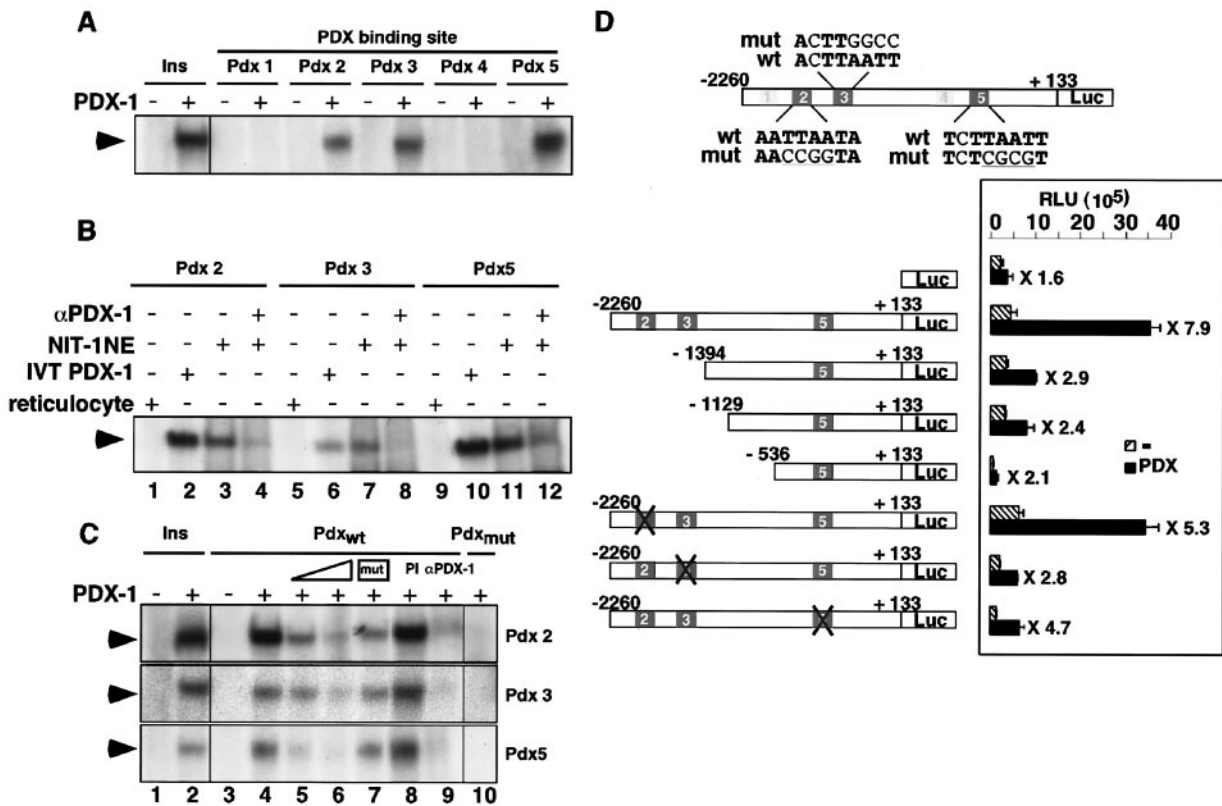 A
PDX binding site
Ins Pdx 1 Pdx 2 Pdx 3 Pdx 4 Pdx 5
PDX-1 - + - + - + - + - + - +
B
Pdx 2 Pdx 3 Pdx5
αPDX-1 - - - + - - - + - - - +
NIT-1NE - - + + - - + + - - + +
IVT PDX-1 - + - - - + - - - + - -
reticulocyte + - - - + - - - + - - -
1 2 3 4 5 6 7 8 9 10 11 12
C
Ins Pdxwt Pdxmut
mut PI αPDX-1
PDX-1 - + - + + + + + + +
Pdx 2
Pdx 3
Pdx5
1 2 3 4 5 6 7 8 9 10
D
mut ACTTGGCC
wt ACTTAATT
-2260 + 133
1 2 3 4 5 Luc
wt AATTAATA wt TCTTAATT
mut AACCGGTA mut TCTCGCGT
RLU (10⁵)
0 10 20 30 40
Luc X 1.6
-2260 + 133
2 3 5 Luc X 7.9
- 1394 + 133
5 Luc X 2.9
- 1129 + 133
5 Luc X 2.4
- =
PDX
- 536 + 133
5 Luc X 2.1
-2260 + 133
2 3 5 Luc X 5.3
-2260 + 133
2 3 5 Luc X 2.8
-2260 + 133
2 3 5 Luc X 4.7